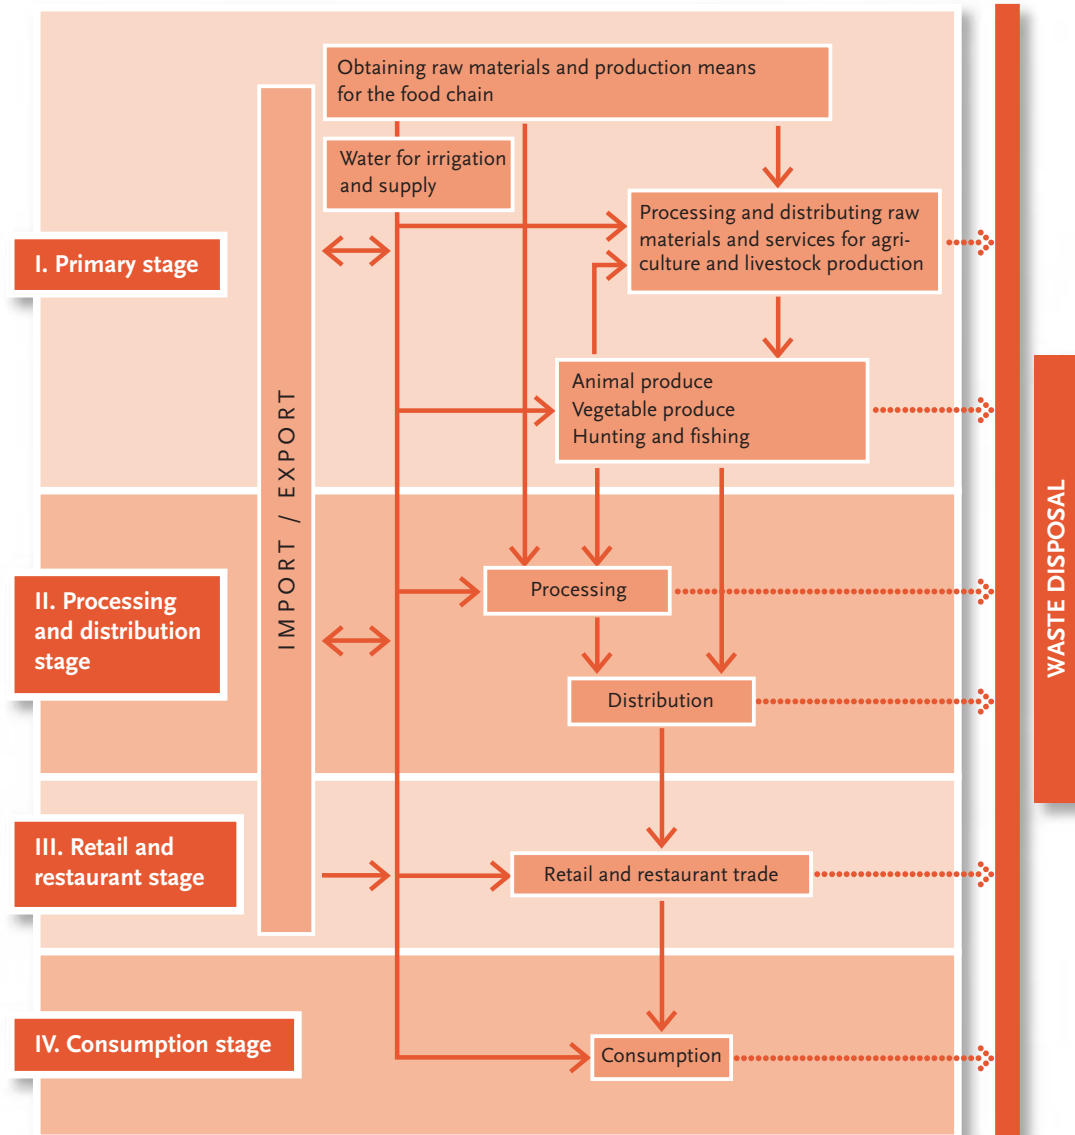 Obtaining raw materials and production means
for the food chain
Water for irrigation
and supply
Processing and distributing raw
materials and services for agri-
culture and livestock production
I. Primary stage
Animal produce
Vegetable produce
Hunting and fishing
IMPORT / EXPORT
WASTE DISPOSAL
II. Processing
and distribution
stage
Processing
Distribution
III. Retail and
restaurant stage
Retail and restaurant trade
IV. Consumption stage
Consumption